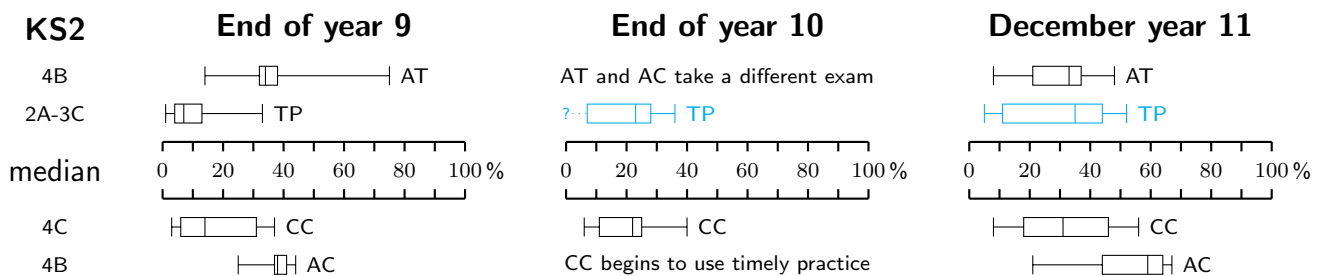 KS2 End of year 9 End of year 10 December year 11
4B AT AT and AC take a different exam AT
2A-3C TP ? TP TP
median 0 20 40 60 80 100 % 0 20 40 60 80 100 % 0 20 40 60 80 100 %
4C CC CC CC
4B AC CC begins to use timely practice AC